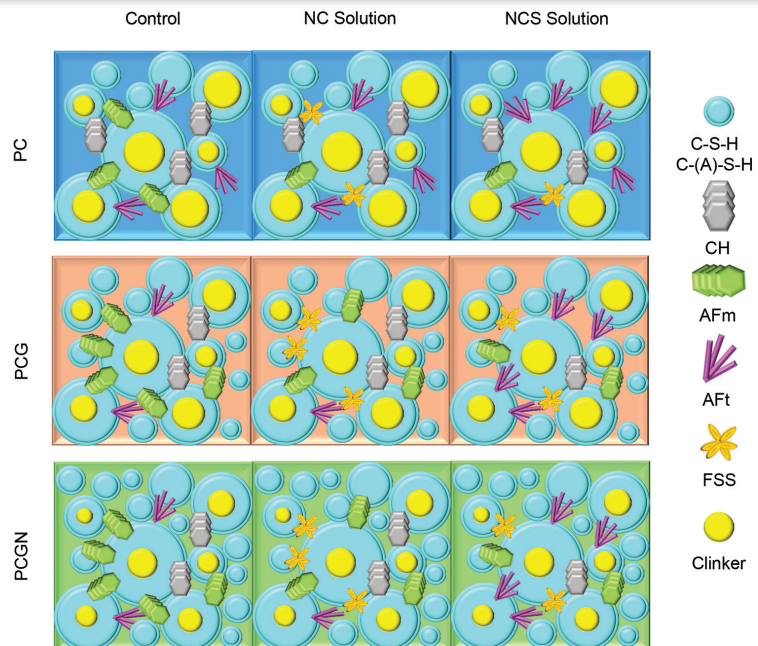 Control
NC Solution
NCS Solution
PC
PCG
PCGN
C-S-H
C-(A)-S-H
CH
AFm
AFt
FSS
Clinker